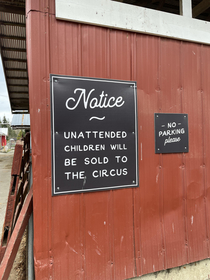 Notice
~
UNATTENDED
CHILDREN WILL
BE SOLD TO
THE CIRCUS
- NO -
PARKING
please